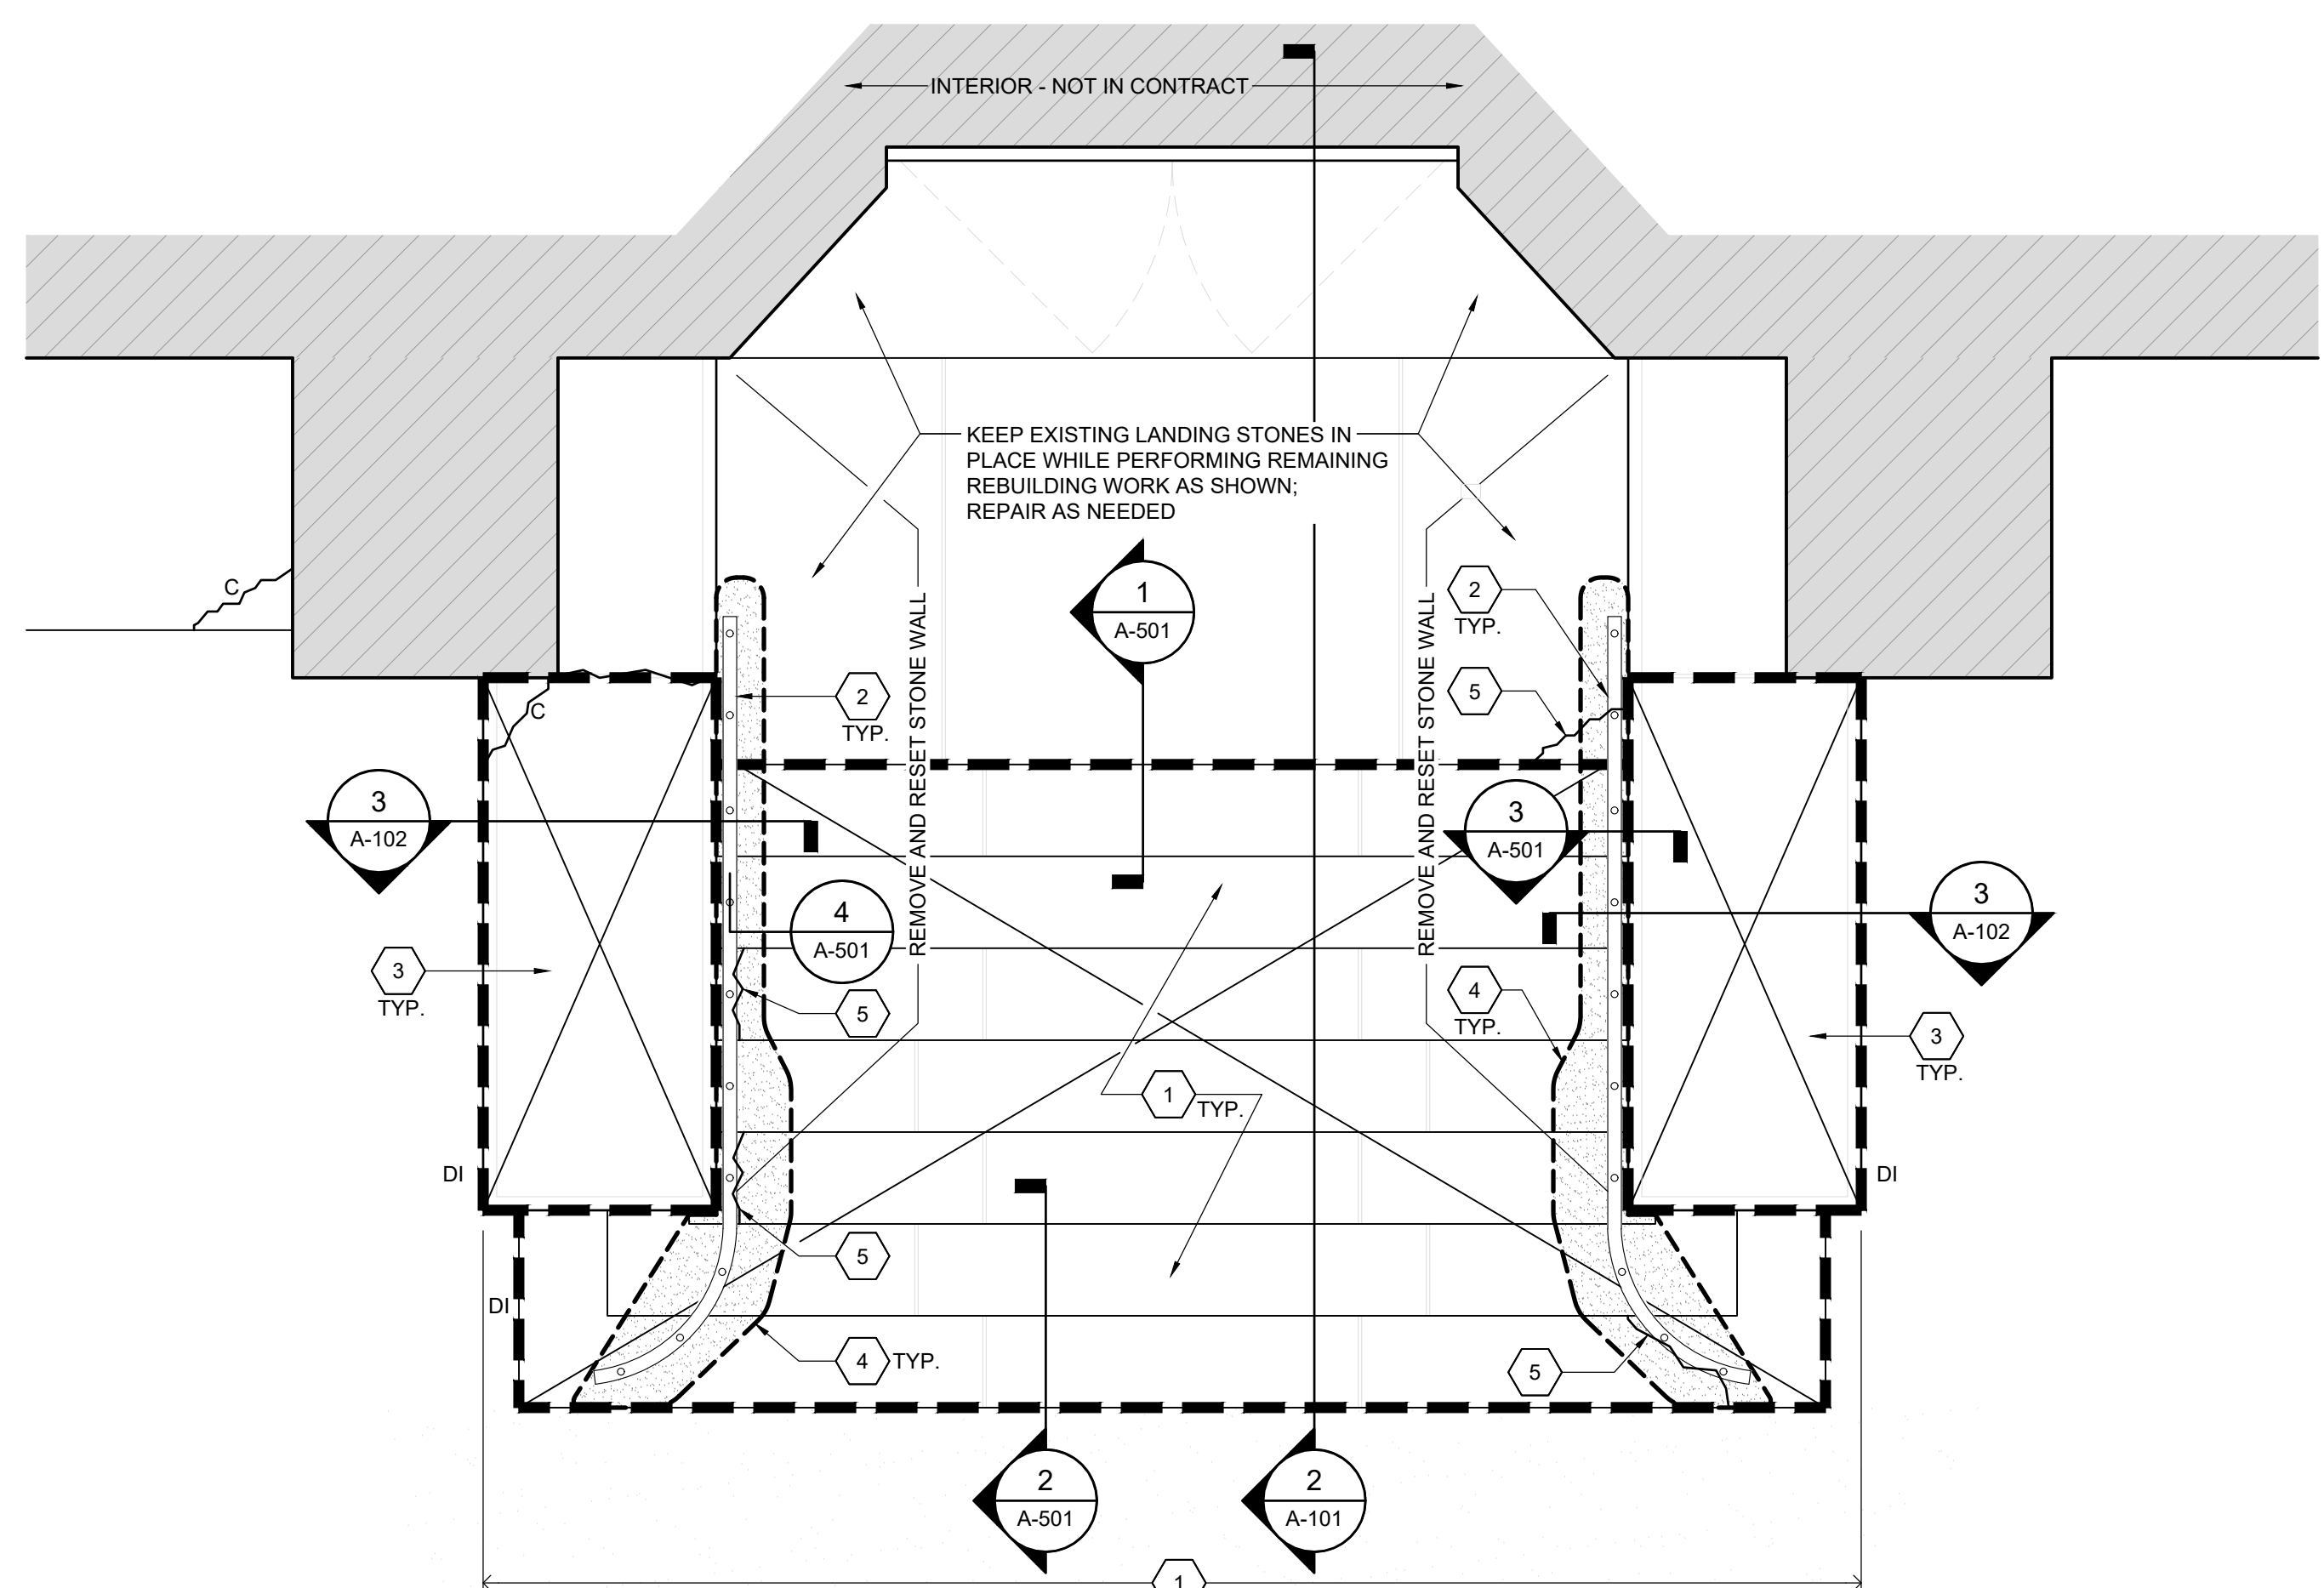 INTERIOR - NOT IN CONTRACT
KEEP EXISTING LANDING STONES IN
PLACE WHILE PERFORMING REMAINING
REBUILDING WORK AS SHOWN;
REPAIR AS NEEDED
C
1
A-501
2
TYP.
REMOVE AND RESET STONE WALL
REMOVE AND RESET STONE WALL
2
TYP.
5
C
3
A-102
3
A-501
4
A-501
3
A-102
3
TYP.
5
4
TYP.
3
TYP.
1
TYP.
DI
DI
5
DI
4
TYP.
5
2
A-501
2
A-101
1